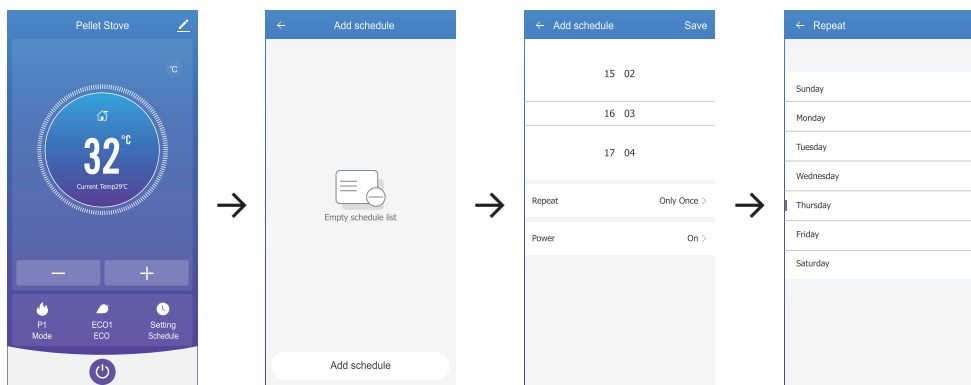 Pellet Stove
°C
32°C
Current Temp29℃
P1
Mode
ECO1
ECO
Setting
Schedule
Add schedule
Empty schedule list
Add schedule
Add schedule
Save
15 02
16 03
17 04
Repeat
Only Once
Power
On
Repeat
Sunday
Monday
Tuesday
Wednesday
Thursday
Friday
Saturday